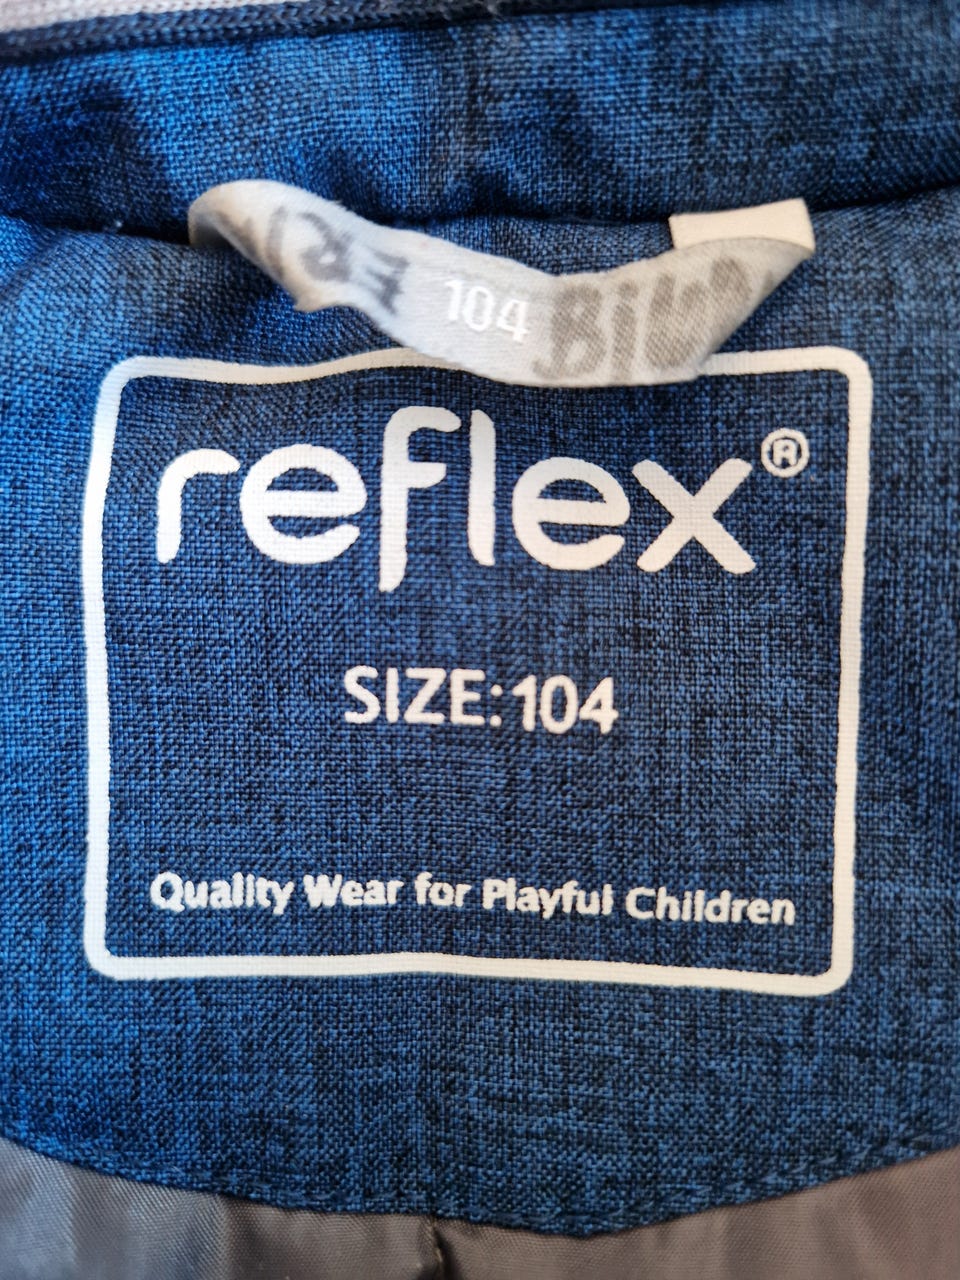 104
reflex®
SIZE:104
Quality Wear for Playful Children